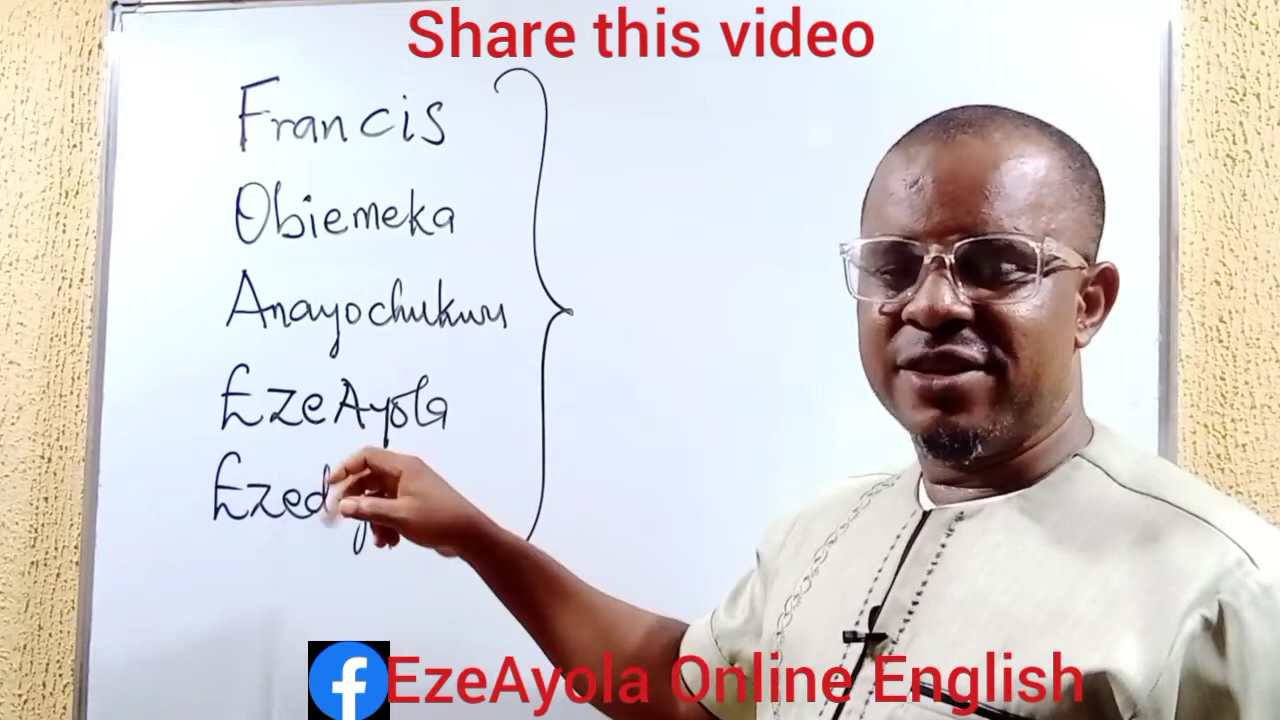 Share this video
Francis
Obiemeka
Anayochukwu
EzeAyola
EzeAyola Online English